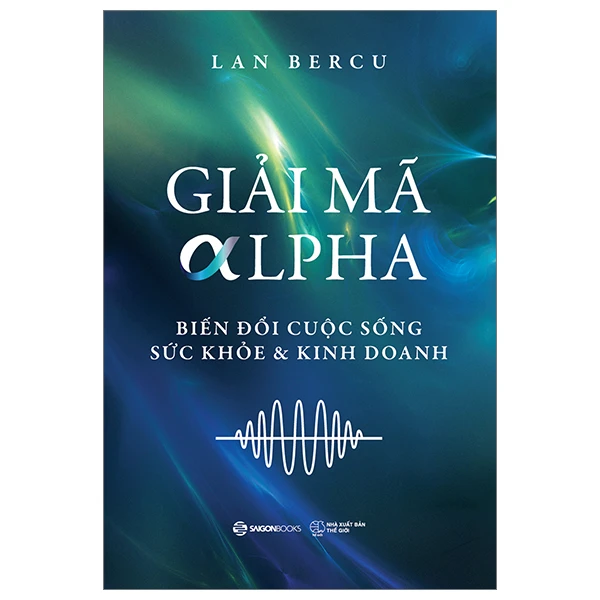 LAN BERCU
GIẢI MÃ
αLPHA
BIẾN ĐỔI CUỘC SỐNG
SỨC KHỎE & KINH DOANH
SAIGONBOOKS
NHÀ XUẤT BẢN
THẾ GIỚI